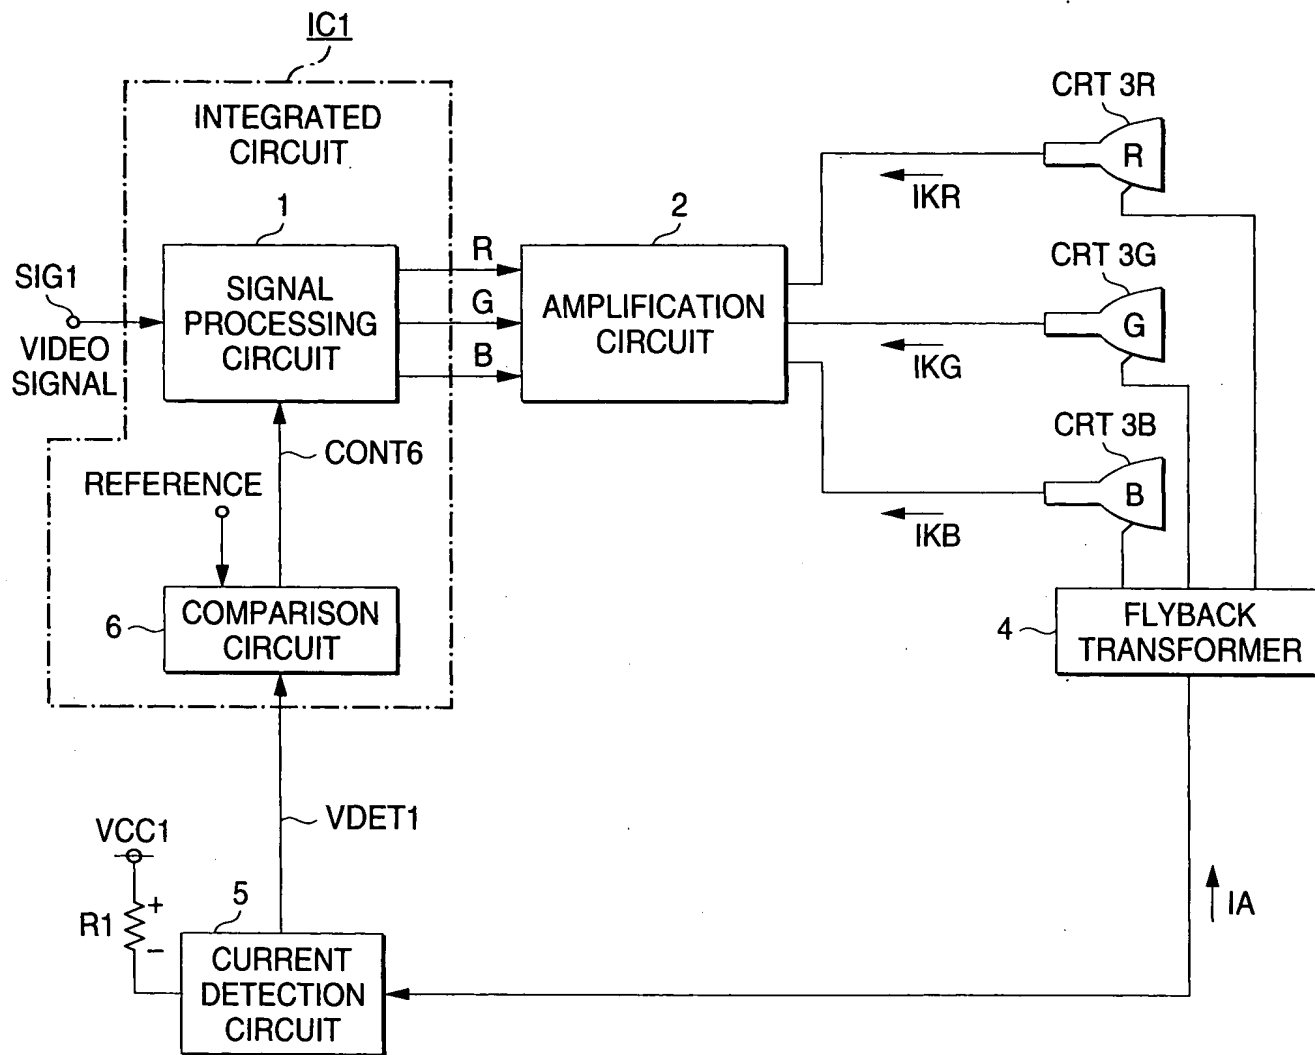 IC1
INTEGRATED
CIRCUIT
CRT 3R
R
IKR
1
2
SIG1
VIDEO
SIGNAL
SIGNAL
PROCESSING
CIRCUIT
R
G
B
AMPLIFICATION
CIRCUIT
CRT 3G
G
IKG
CONT6
REFERENCE
CRT 3B
B
IKB
6
COMPARISON
CIRCUIT
4
FLYBACK
TRANSFORMER
VDET1
VCC1
R1
+
–
5
CURRENT
DETECTION
CIRCUIT
IA